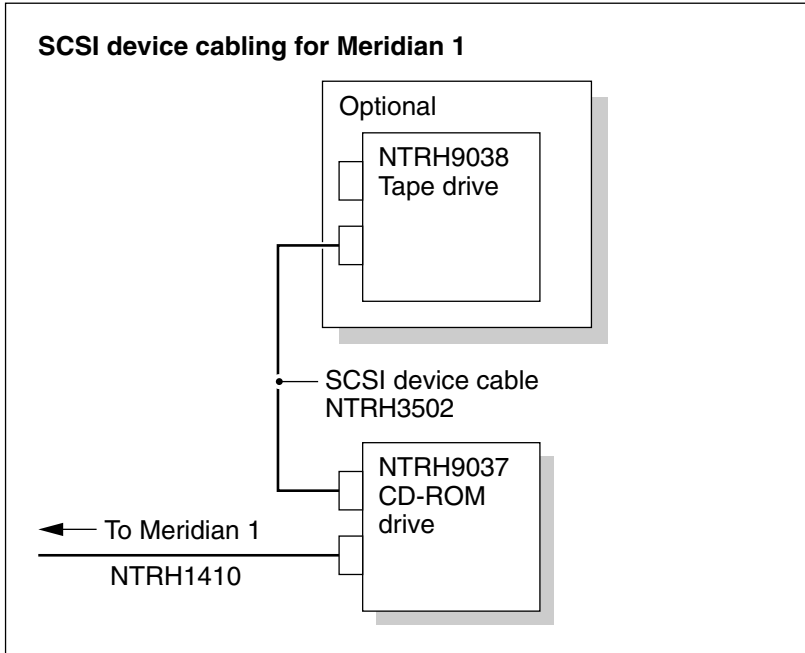 SCSI device cabling for Meridian 1
Optional
NTRH9038
Tape drive
SCSI device cable
NTRH3502
NTRH9037
CD-ROM
drive
To Meridian 1
NTRH1410